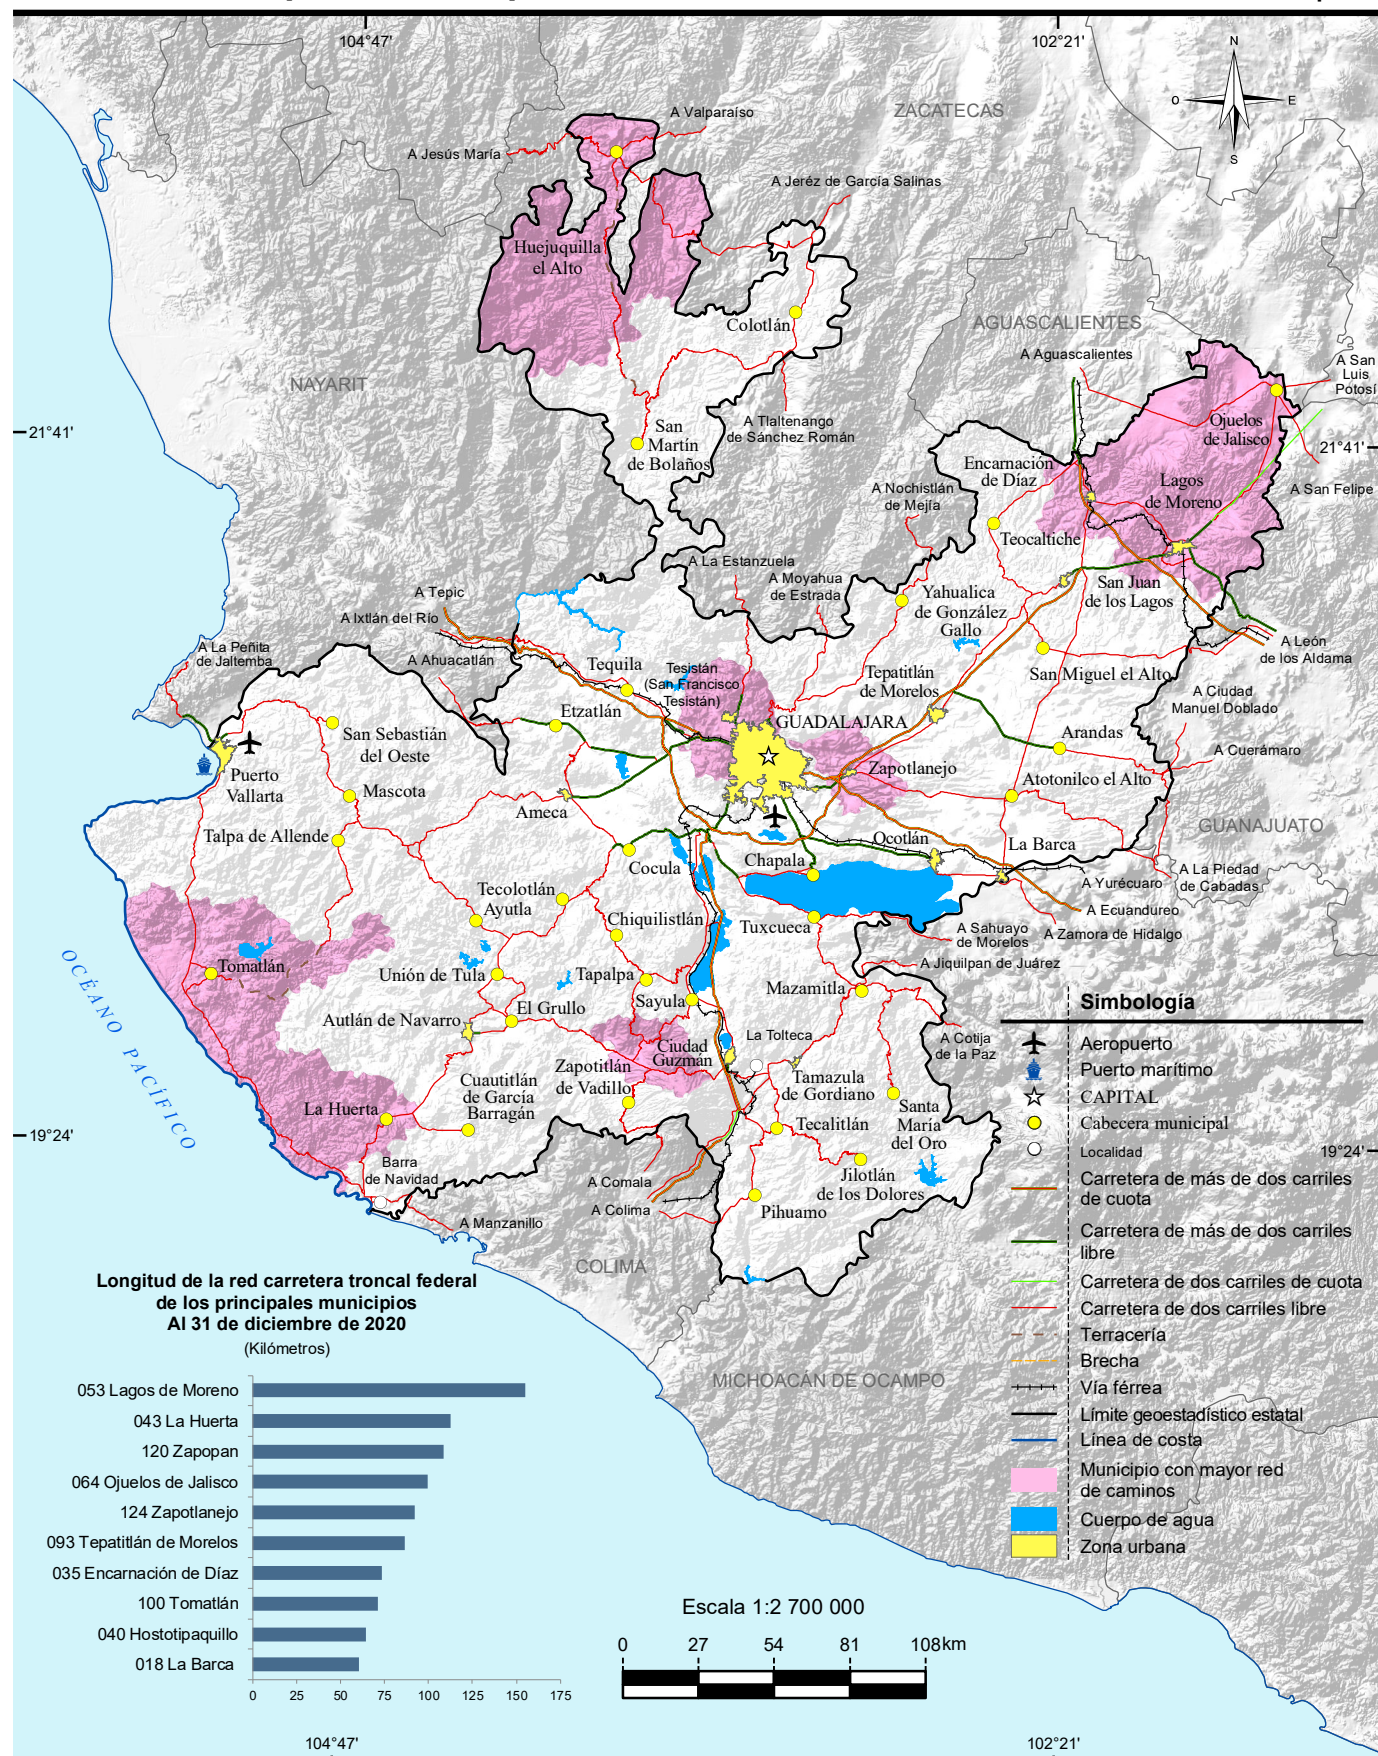 104°47'
102°21'
N
O
E
S
ZACATECAS
A Valparaíso
A Jesús María
A Jeréz de García Salinas
Huejuquilla
el Alto
Colotlán
AGUASCALIENTES
A Aguascalientes
A San
Luis
Potosí
NAYARIT
Ojuelos
de Jalisco
A Tlaltenango
de Sánchez Román
San
Martín
de Bolaños
21°41'
21°41'
Encarnación
de Díaz
Lagos
de Moreno
A San Felipe
A Nochistlán
de Mejía
Teocaltiche
A La Estanzuela
A Moyahua
de Estrada
San Juan
de los Lagos
Yahualica
de González
Gallo
A Tepic
A Ixtlán del Río
A Ahuacatlán
A La Peñita
de Jaltemba
A León
de los Aldama
Tequila
Tesistán
(San Francisco
Tesistán)
Tepatitlán
de Morelos
San Miguel el Alto
A Ciudad
Manuel Doblado
Etzatlán
GUADALAJARA
San Sebastián
del Oeste
Arandas
A Cuerámaro
Puerto
Vallarta
Mascota
Zapotlanejo
Atotonilco el Alto
Ameca
Talpa de Allende
GUANAJUATO
Ocotlán
La Barca
Cocula
Chapala
A La Piedad
de Cabadas
A Yurécuaro
Tecolotlán
Ayutla
Chiquilistlán
Tuxcueca
A Ecuandureo
A Sahuayo
de Morelos
A Zamora de Hidalgo
A Jiquilpan de Juárez
OCÉANO PACÍFICO
Tomatlán
Unión de Tula
Tapalpa
Sayula
Mazamitla
El Grullo
Autlán de Navarro
La Tolteca
A Cotija
de la Paz
Ciudad
Guzmán
Zapotitlán
de Vadillo
Tamazula
de Gordiano
Cuautitlán
de García
Barragán
La Huerta
Santa
María
del Oro
Tecalitlán
19°24'
19°24'
Barra
de Navidad
Jilotlán
de los Dolores
A Comala
A Colima
Pihuamo
A Manzanillo
COLIMA
MICHOACÁN DE OCAMPO
Simbología
Aeropuerto
Puerto marítimo
CAPITAL
Cabecera municipal
Localidad
Carretera de más de dos carriles
de cuota
Carretera de más de dos carriles
libre
Carretera de dos carriles de cuota
Carretera de dos carriles libre
Terracería
Brecha
Vía férrea
Límite geoestadístico estatal
Línea de costa
Municipio con mayor red
de caminos
Cuerpo de agua
Zona urbana
Longitud de la red carretera troncal federal
de los principales municipios
Al 31 de diciembre de 2020
(Kilómetros)
053 Lagos de Moreno
043 La Huerta
120 Zapopan
064 Ojuelos de Jalisco
124 Zapotlanejo
093 Tepatitlán de Morelos
035 Encarnación de Díaz
100 Tomatlán
040 Hostotipaquillo
018 La Barca
0 25 50 75 100 125 150 175
Escala 1:2 700 000
0 27 54 81 108 km
104°47'
102°21'